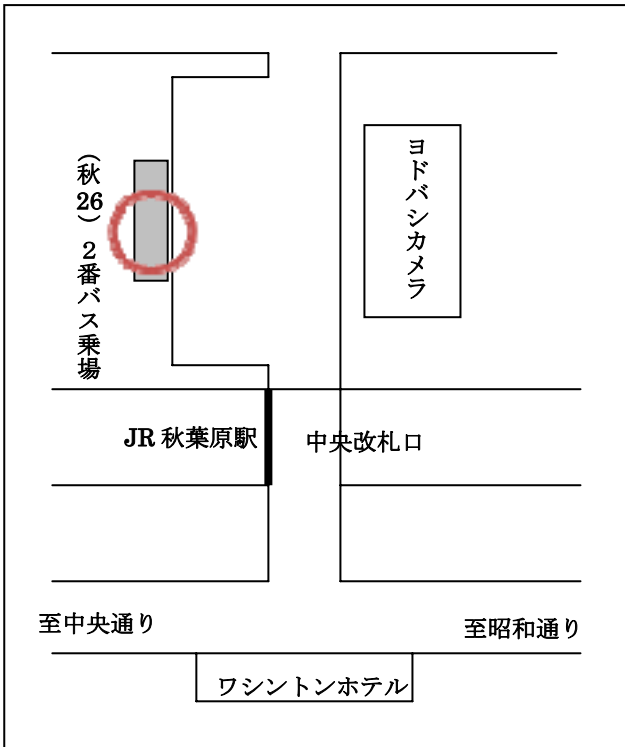 （秋26）２番バス乗場
ヨドバシカメラ
JR 秋葉原駅
中央改札口
至中央通り
至昭和通り
ワシントンホテル